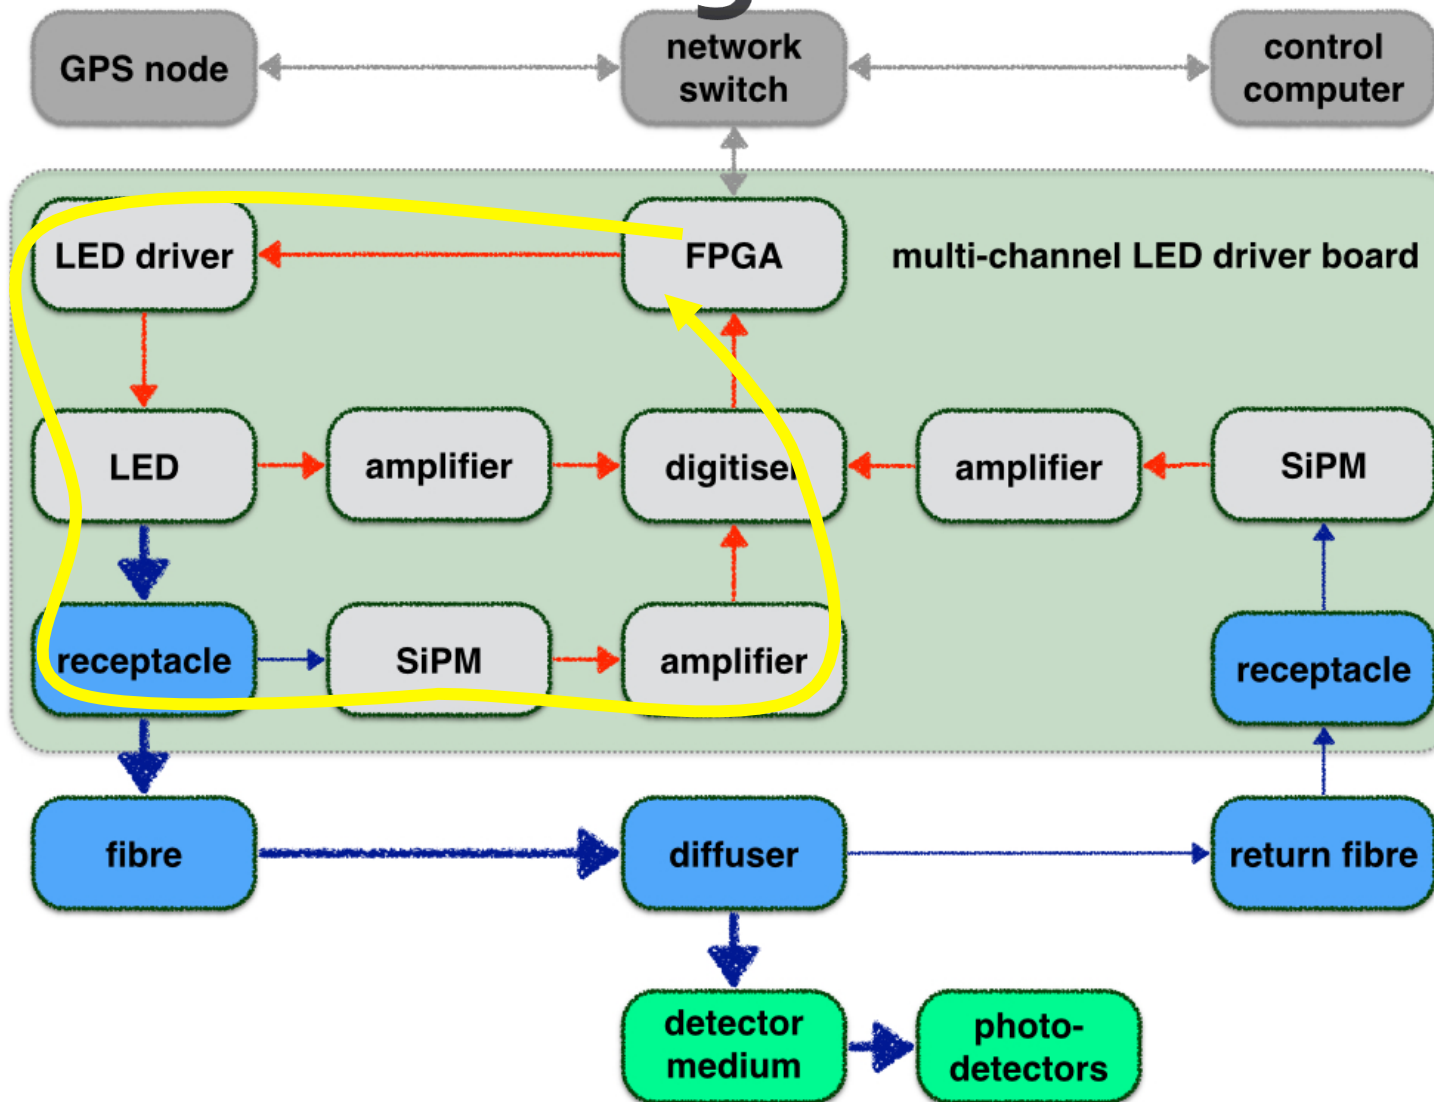 GPS node
network
switch
control
computer
LED driver
FPGA
multi-channel LED driver board
LED
amplifier
digitiser
amplifier
SiPM
receptacle
SiPM
amplifier
receptacle
fibre
diffuser
return fibre
detector
medium
photo-
detectors